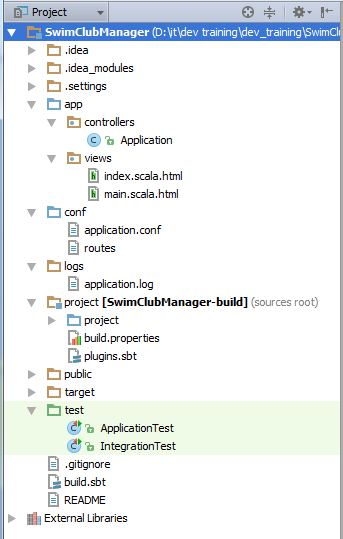 Project
SwimClubManager (D:\it\dev training\dev_training\SwimCl
.idea
.idea_modules
.settings
app
controllers
Application
views
index.scala.html
main.scala.html
conf
application.conf
routes
logs
application.log
project [SwimClubManager-build] (sources root)
project
build.properties
plugins.sbt
public
target
test
ApplicationTest
IntegrationTest
.gitignore
build.sbt
README
External Libraries